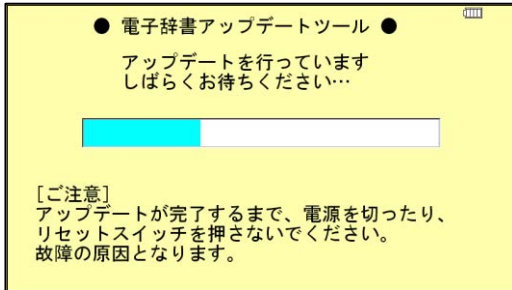 ● 電子辞書アップデートツール ●
アップデートを行っています
しばらくお待ちください…
[ご注意]
アップデートが完了するまで、電源を切ったり、
リセットスイッチを押さないでください。
故障の原因となります。